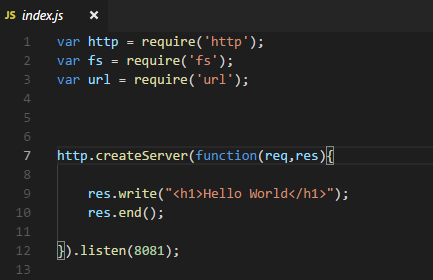 JS index.js ×
1 var http = require('http');
2 var fs = require('fs');
3 var url = require('url');
4
5
6
7 http.createServer(function(req,res){
8
9 res.write("<h1>Hello World</h1>");
10 res.end();
11
12 }).listen(8081);
13